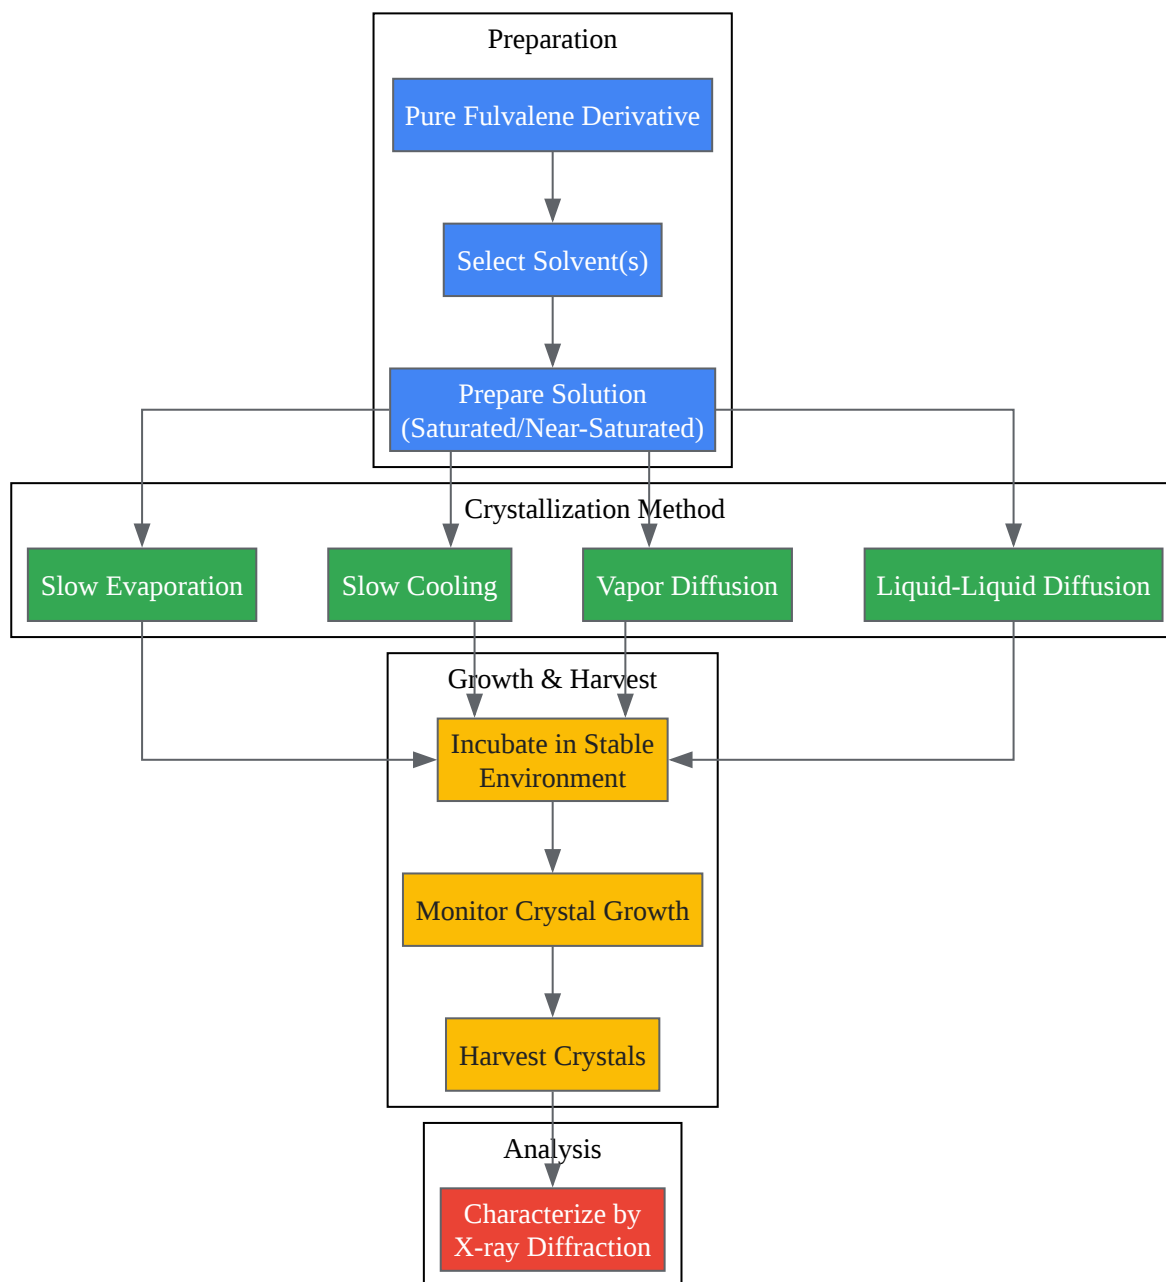 Preparation
Pure Fulvalene Derivative
Select Solvent(s)
Prepare Solution
(Saturated/Near-Saturated)
Crystallization Method
Slow Evaporation
Slow Cooling
Vapor Diffusion
Liquid-Liquid Diffusion
Growth & Harvest
Incubate in Stable
Environment
Monitor Crystal Growth
Harvest Crystals
Analysis
Characterize by
X-ray Diffraction